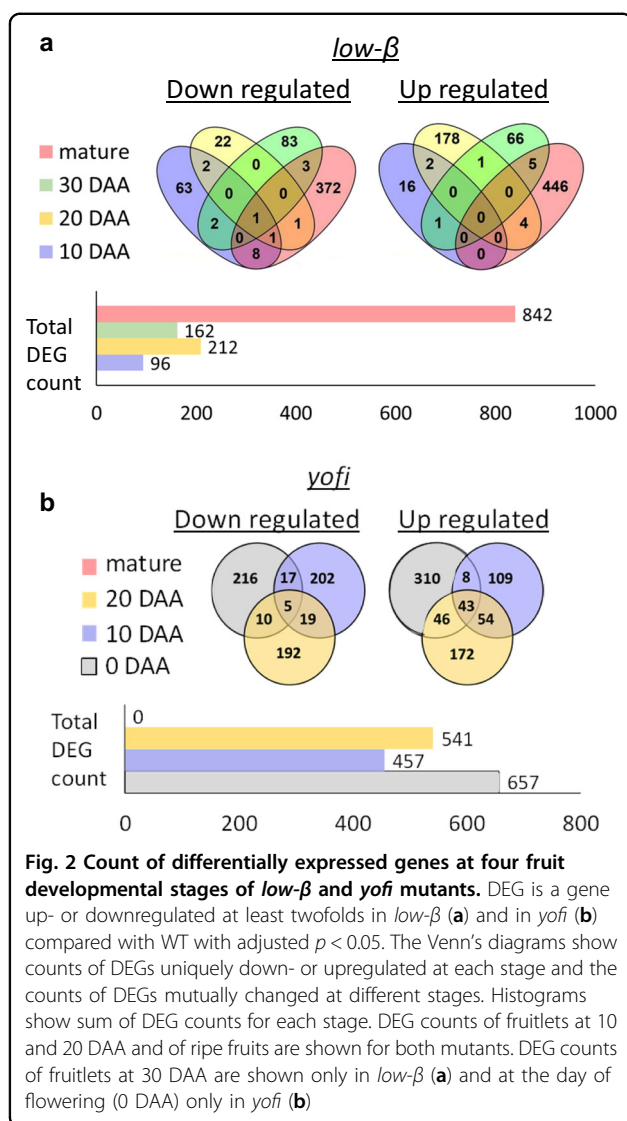 a
low-β
Down regulated Up regulated
mature
30 DAA
20 DAA
10 DAA
22 83
2 0 3
63 0 0 372
1
2 0 1 1
8
178 66
2 1 5
16 0 0 446
0
1 0 0 4
0
Total
DEG
count
842
162
212
96
0 200 400 600 800 1000
yofi
b
Down regulated Up regulated
mature
20 DAA
10 DAA
0 DAA
216 17 202
5
10 19
192
310 8 109
43
46 54
172
Total
DEG
count
0
541
457
657
0 200 400 600 800
Fig. 2 Count of differentially expressed genes at four fruit
developmental stages of low-β and yofi mutants. DEG is a gene
up- or downregulated at least twofolds in low-β (a) and in yofi (b)
compared with WT with adjusted p < 0.05. The Venn's diagrams show
counts of DEGs uniquely down- or upregulated at each stage and the
counts of DEGs mutually changed at different stages. Histograms
show sum of DEG counts for each stage. DEG counts of fruitlets at 10
and 20 DAA and of ripe fruits are shown for both mutants. DEG counts
of fruitlets at 30 DAA are shown only in low-β (a) and at the day of
flowering (0 DAA) only in yofi (b)